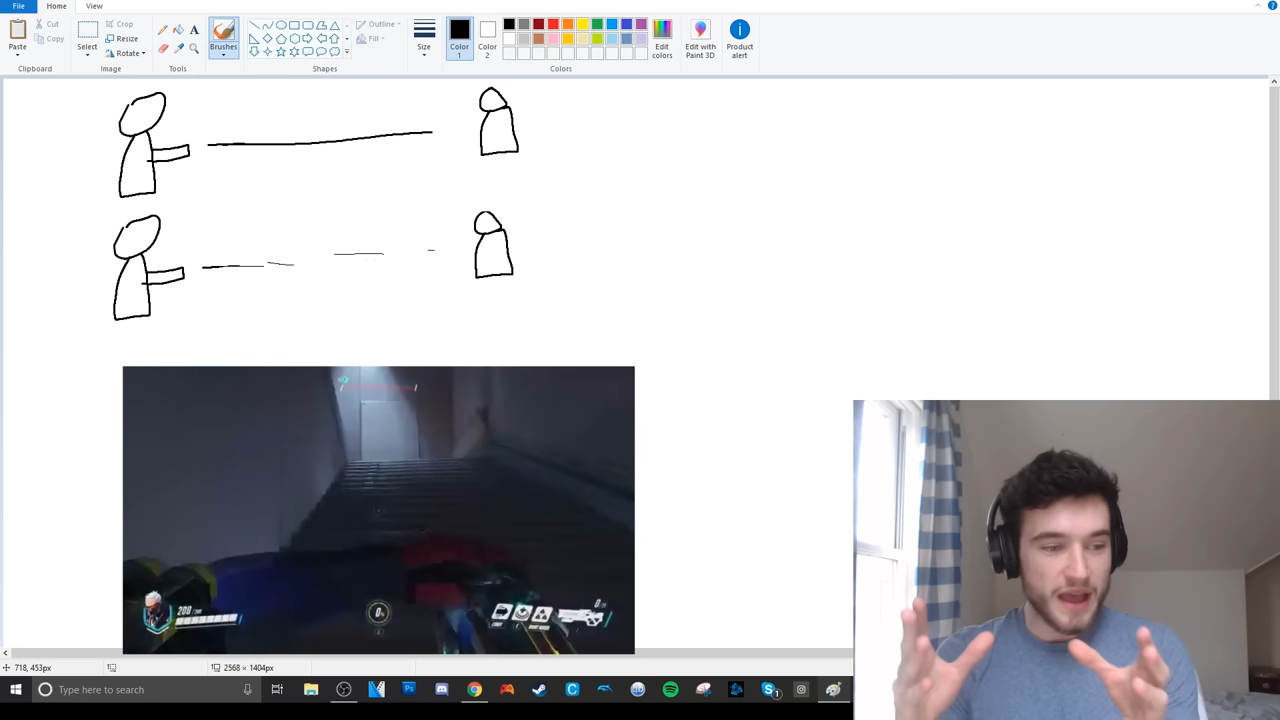 File Home View
Paste
Cut
Copy
Select
Crop
Resize
Rotate
Brushes
Outline
Fill
Size
Color
1
Color
2
Edit
colors
Edit with
Paint 3D
Product
alert
Clipboard Image Tools Shapes Colors
200
0%
718, 453px 2568 × 1404px
Type here to search